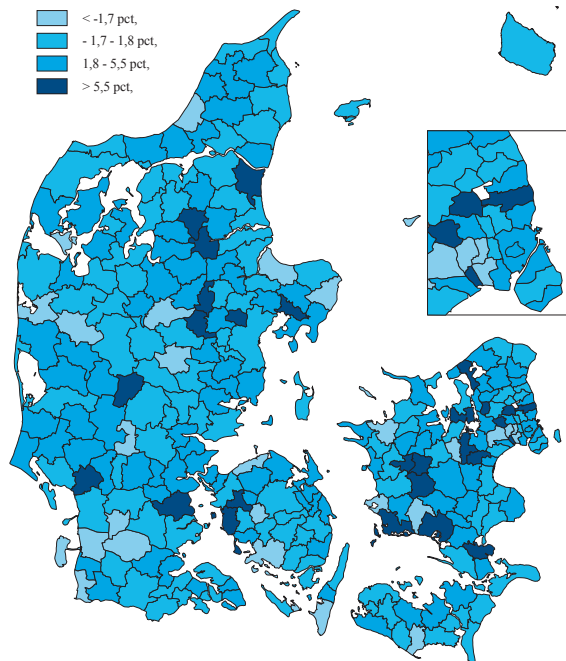 < -1,7 pct,
- 1,7 - 1,8 pct,
1,8 - 5,5 pct,
> 5,5 pct,